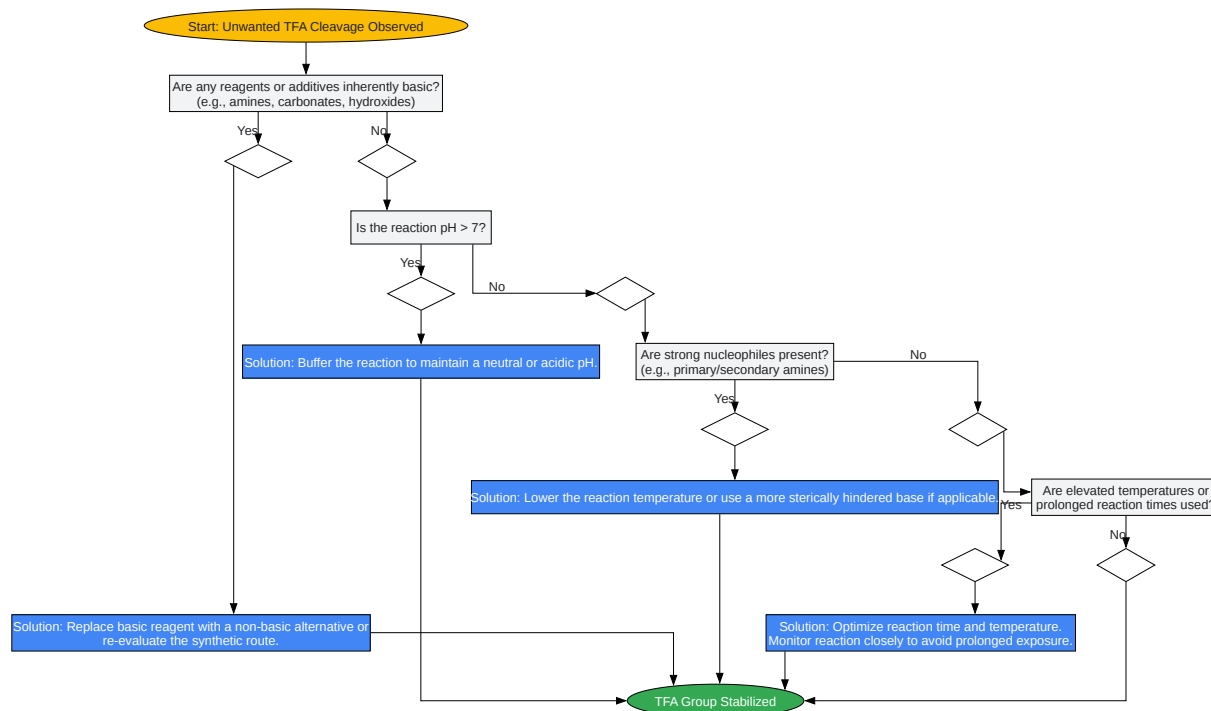 Start: Unwanted TFA Cleavage Observed
Are any reagents or additives inherently basic?
(e.g., amines, carbonates, hydroxides)
Yes
No
Is the reaction pH > 7?
Yes
No
Solution: Buffer the reaction to maintain a neutral or acidic pH.
Are strong nucleophiles present?
(e.g., primary/secondary amines)
No
Yes
Solution: Lower the reaction temperature or use a more sterically hindered base if applicable.
Are elevated temperatures or
prolonged reaction times used?
Yes
No
Solution: Replace basic reagent with a non-basic alternative or
re-evaluate the synthetic route.
Solution: Optimize reaction time and temperature.
Monitor reaction closely to avoid prolonged exposure.
TFA Group Stabilized